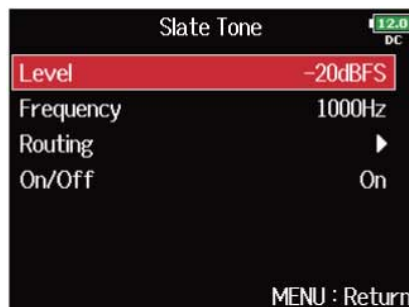 Slate Tone
12.0
DC
Level -20dBFS
Frequency 1000Hz
Routing
On/Off On
MENU : Return